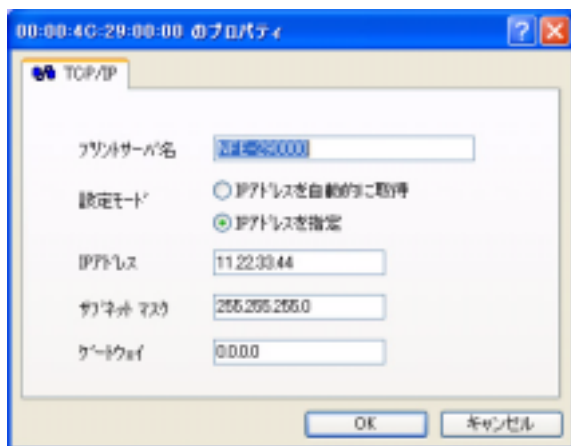 00:00:4C:29:00:00 のプロパティ
TCP/IP
プリントサーバ名 NFE-290000
設定モード
IPアドレスを自動的に取得
IPアドレスを指定
IPアドレス 11.22.33.44
サブネット マスク 255.255.255.0
ゲートウェイ 0.0.0.0
OK キャンセル